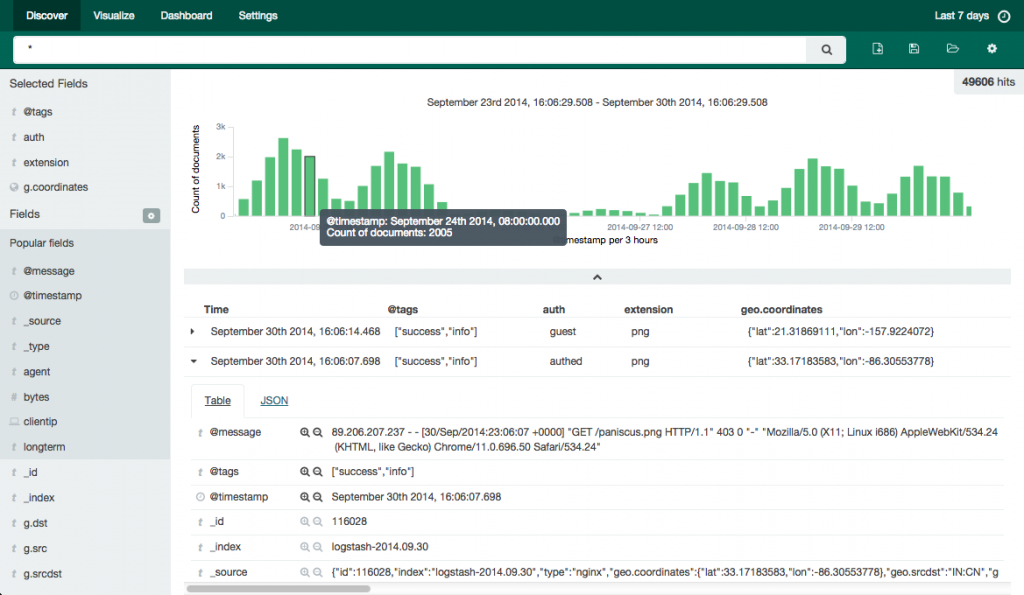 Discover Visualize Dashboard Settings Last 7 days
*
49606 hits
Selected Fields
t @tags
t auth
t extension
g.coordinates
Fields
Popular fields
t @message
@timestamp
t _source
t _type
t agent
# bytes
clientip
t longterm
t _id
t _index
t g.dst
t g.src
t g.srcdst
September 23rd 2014, 16:06:29.508 - September 30th 2014, 16:06:29.508
Count of documents
3k
2k
1k
0
2014-09-27 12:00 2014-09-28 12:00 2014-09-29 12:00
@timestamp: September 24th 2014, 08:00:00.000
Count of documents: 2005
mestamp per 3 hours
Time @tags auth extension geo.coordinates
September 30th 2014, 16:06:14.468 ["success","info"] guest png {"lat":21.31869111,"lon":-157.9224072}
September 30th 2014, 16:06:07.698 ["success","info"] authed png {"lat":33.17183583,"lon":-86.30553778}
Table JSON
t @message 89.206.207.237 - - [30/Sep/2014:23:06:07 +0000] "GET /paniscus.png HTTP/1.1" 403 0 "-" "Mozilla/5.0 (X11; Linux i686) AppleWebKit/534.24
(KHTML, like Gecko) Chrome/11.0.696.50 Safari/534.24"
t @tags ["success","info"]
@timestamp September 30th 2014, 16:06:07.698
t _id 116028
t _index logstash-2014.09.30
t _source {"id":116028,"index":"logstash-2014.09.30","type":"nginx","geo.coordinates":{"lat":33.17183583,"lon":-86.30553778},"geo.srcdst":"IN:CN","g